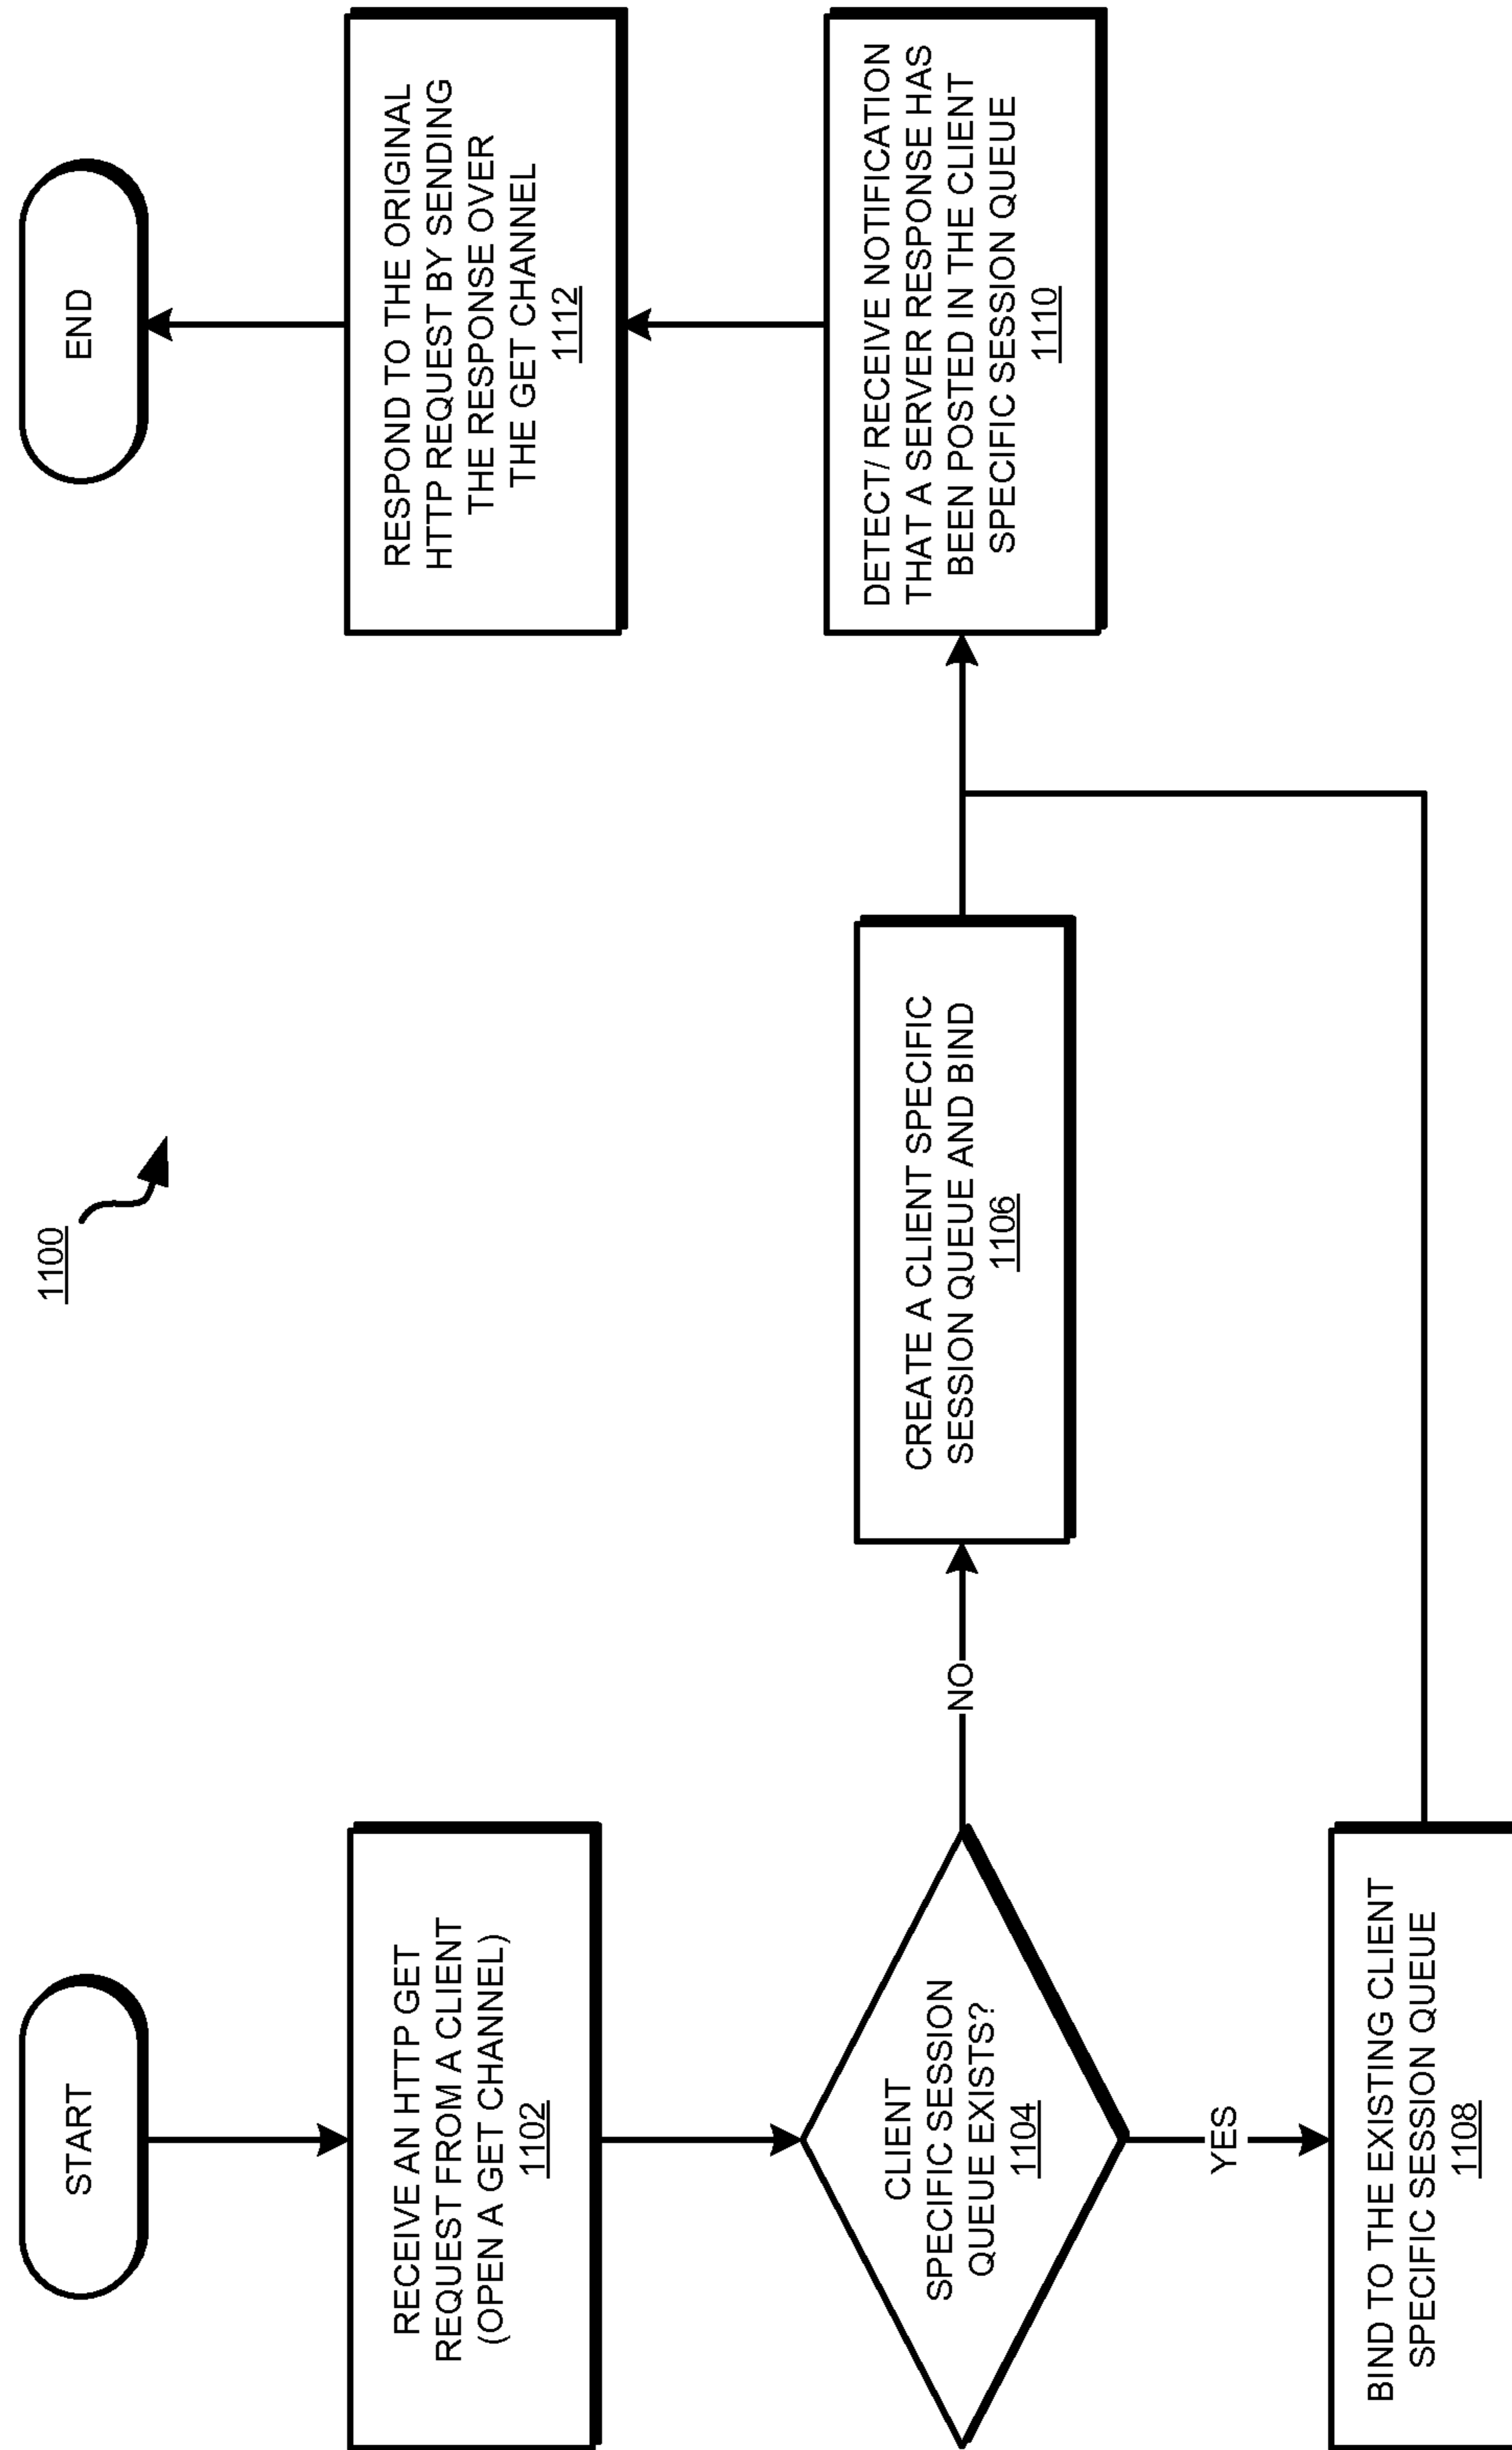 1100
START
RECEIVE AN HTTP GET
REQUEST FROM A CLIENT
(OPEN A GET CHANNEL)
1102
CLIENT
SPECIFIC SESSION
QUEUE EXISTS?
1104
NO
CREATE A CLIENT SPECIFIC
SESSION QUEUE AND BIND
1106
YES
BIND TO THE EXISTING CLIENT
SPECIFIC SESSION QUEUE
1108
DETECT/ RECEIVE NOTIFICATION
THAT A SERVER RESPONSE HAS
BEEN POSTED IN THE CLIENT
SPECIFIC SESSION QUEUE
1110
RESPOND TO THE ORIGINAL
HTTP REQUEST BY SENDING
THE RESPONSE OVER
THE GET CHANNEL
1112
END